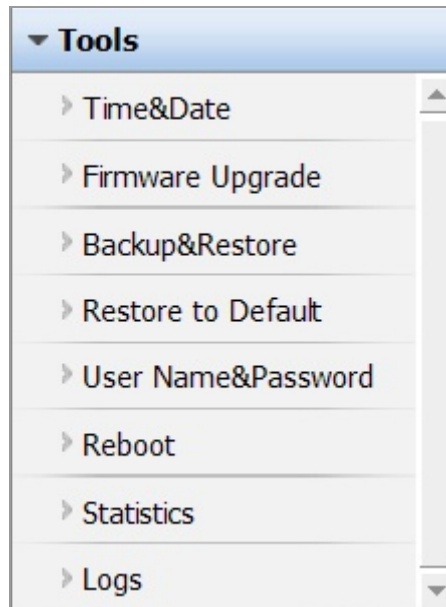 Tools
Time&Date
Firmware Upgrade
Backup&Restore
Restore to Default
User Name&Password
Reboot
Statistics
Logs